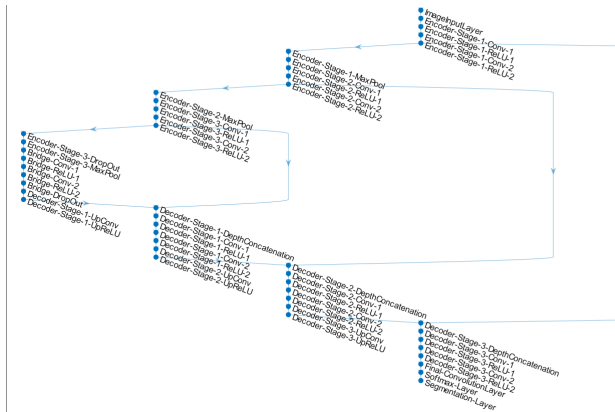 ImageInputLayer
Encoder-Stage-1-Conv-1
Encoder-Stage-1-ReLU-1
Encoder-Stage-1-Conv-2
Encoder-Stage-1-ReLU-2
Encoder-Stage-1-MaxPool
Encoder-Stage-2-Conv-1
Encoder-Stage-2-ReLU-1
Encoder-Stage-2-Conv-2
Encoder-Stage-2-ReLU-2
Encoder-Stage-2-MaxPool
Encoder-Stage-3-Conv-1
Encoder-Stage-3-ReLU-1
Encoder-Stage-3-Conv-2
Encoder-Stage-3-ReLU-2
Encoder-Stage-3-DropOut
Encoder-Stage-3-MaxPool
Bridge-Conv-1
Bridge-ReLU-1
Bridge-Conv-2
Bridge-ReLU-2
Bridge-DropOut
Decoder-Stage-1-UpConv
Decoder-Stage-1-UpReLU
Decoder-Stage-1-DepthConcatenation
Decoder-Stage-1-Conv-1
Decoder-Stage-1-ReLU-1
Decoder-Stage-1-Conv-2
Decoder-Stage-1-ReLU-2
Decoder-Stage-2-UpConv
Decoder-Stage-2-UpReLU
Decoder-Stage-2-DepthConcatenation
Decoder-Stage-2-Conv-1
Decoder-Stage-2-ReLU-1
Decoder-Stage-2-Conv-2
Decoder-Stage-2-ReLU-2
Decoder-Stage-3-UpConv
Decoder-Stage-3-UpReLU
Decoder-Stage-3-DepthConcatenation
Decoder-Stage-3-Conv-1
Decoder-Stage-3-ReLU-1
Decoder-Stage-3-Conv-2
Decoder-Stage-3-ReLU-2
Final-ConvolutionLayer
Softmax-Layer
Segmentation-Layer